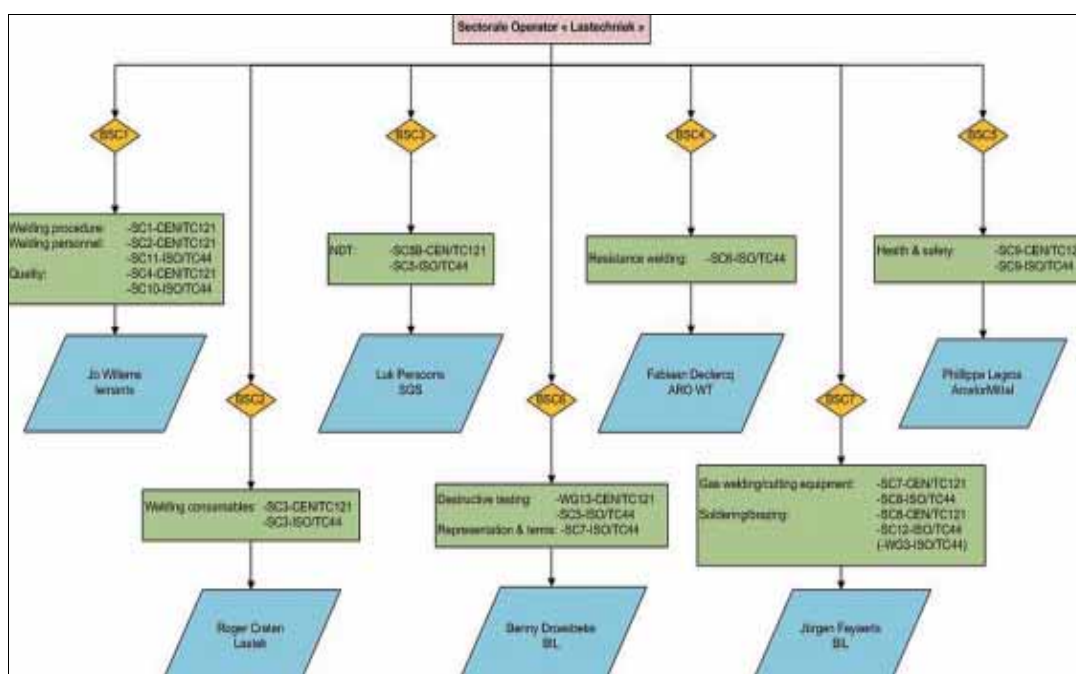 Sectorale Operator « Lastechniek »
BSC1
BSC3
BSC4
BSC5
Welding procedure: -SC1-CEN/TC121
Welding personnel: -SC2-CEN/TC121
-SC11-ISO/TC44
Quality: -SC4-CEN/TC121
-SC10-ISO/TC44
NDT: -SC5B-CEN/TC121
-SC5-ISO/TC44
Resistance welding: -SC6-ISO/TC44
Health & safety: -SC9-CEN/TC12
-SC9-ISO/TC44
Jo Willems
Iemants
Luk Persoons
SGS
Fabiaan Declercq
ARO WT
Phillippe Legros
ArcelorMittal
BSC2
BSC6
BSC7
Welding consumables: -SC3-CEN/TC121
-SC3-ISO/TC44
Destructive testing: -WG13-CEN/TC121
-SC5-ISO/TC44
Representation & terms: -SC7-ISO/TC44
Gas welding/cutting equipment: -SC7-CEN/TC121
-SC8-ISO/TC44
Soldering/brazing: -SC8-CEN/TC121
-SC12-ISO/TC44
(-WG3-ISO/TC44)
Roger
Lastek
Benny Droesbeke
BIL
Jürgen Feyaerts
BIL